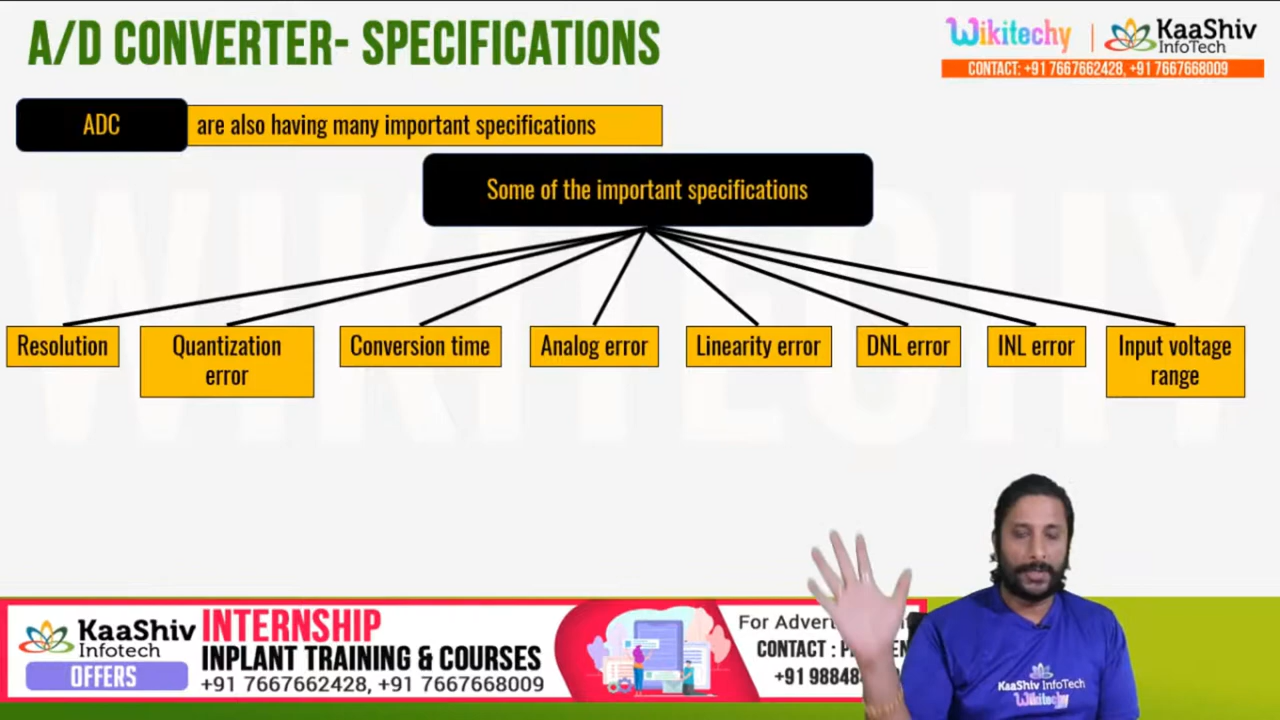 A/D CONVERTER- SPECIFICATIONS
Wikitechy
KaaShiv
InfoTech
CONTACT: +91 7667662428, +91 7667668009
ADC
are also having many important specifications
Some of the important specifications
Resolution
Quantization
error
Conversion time
Analog error
Linearity error
DNL error
INL error
Input voltage
range
WIKITECHY
KaaShiv
Infotech
OFFERS
INTERNSHIP
INPLANT TRAINING & COURSES
+91 7667662428, +91 7667668009
For
CONTACT :
+91
KaaShiv InfoTech
Wikitechy